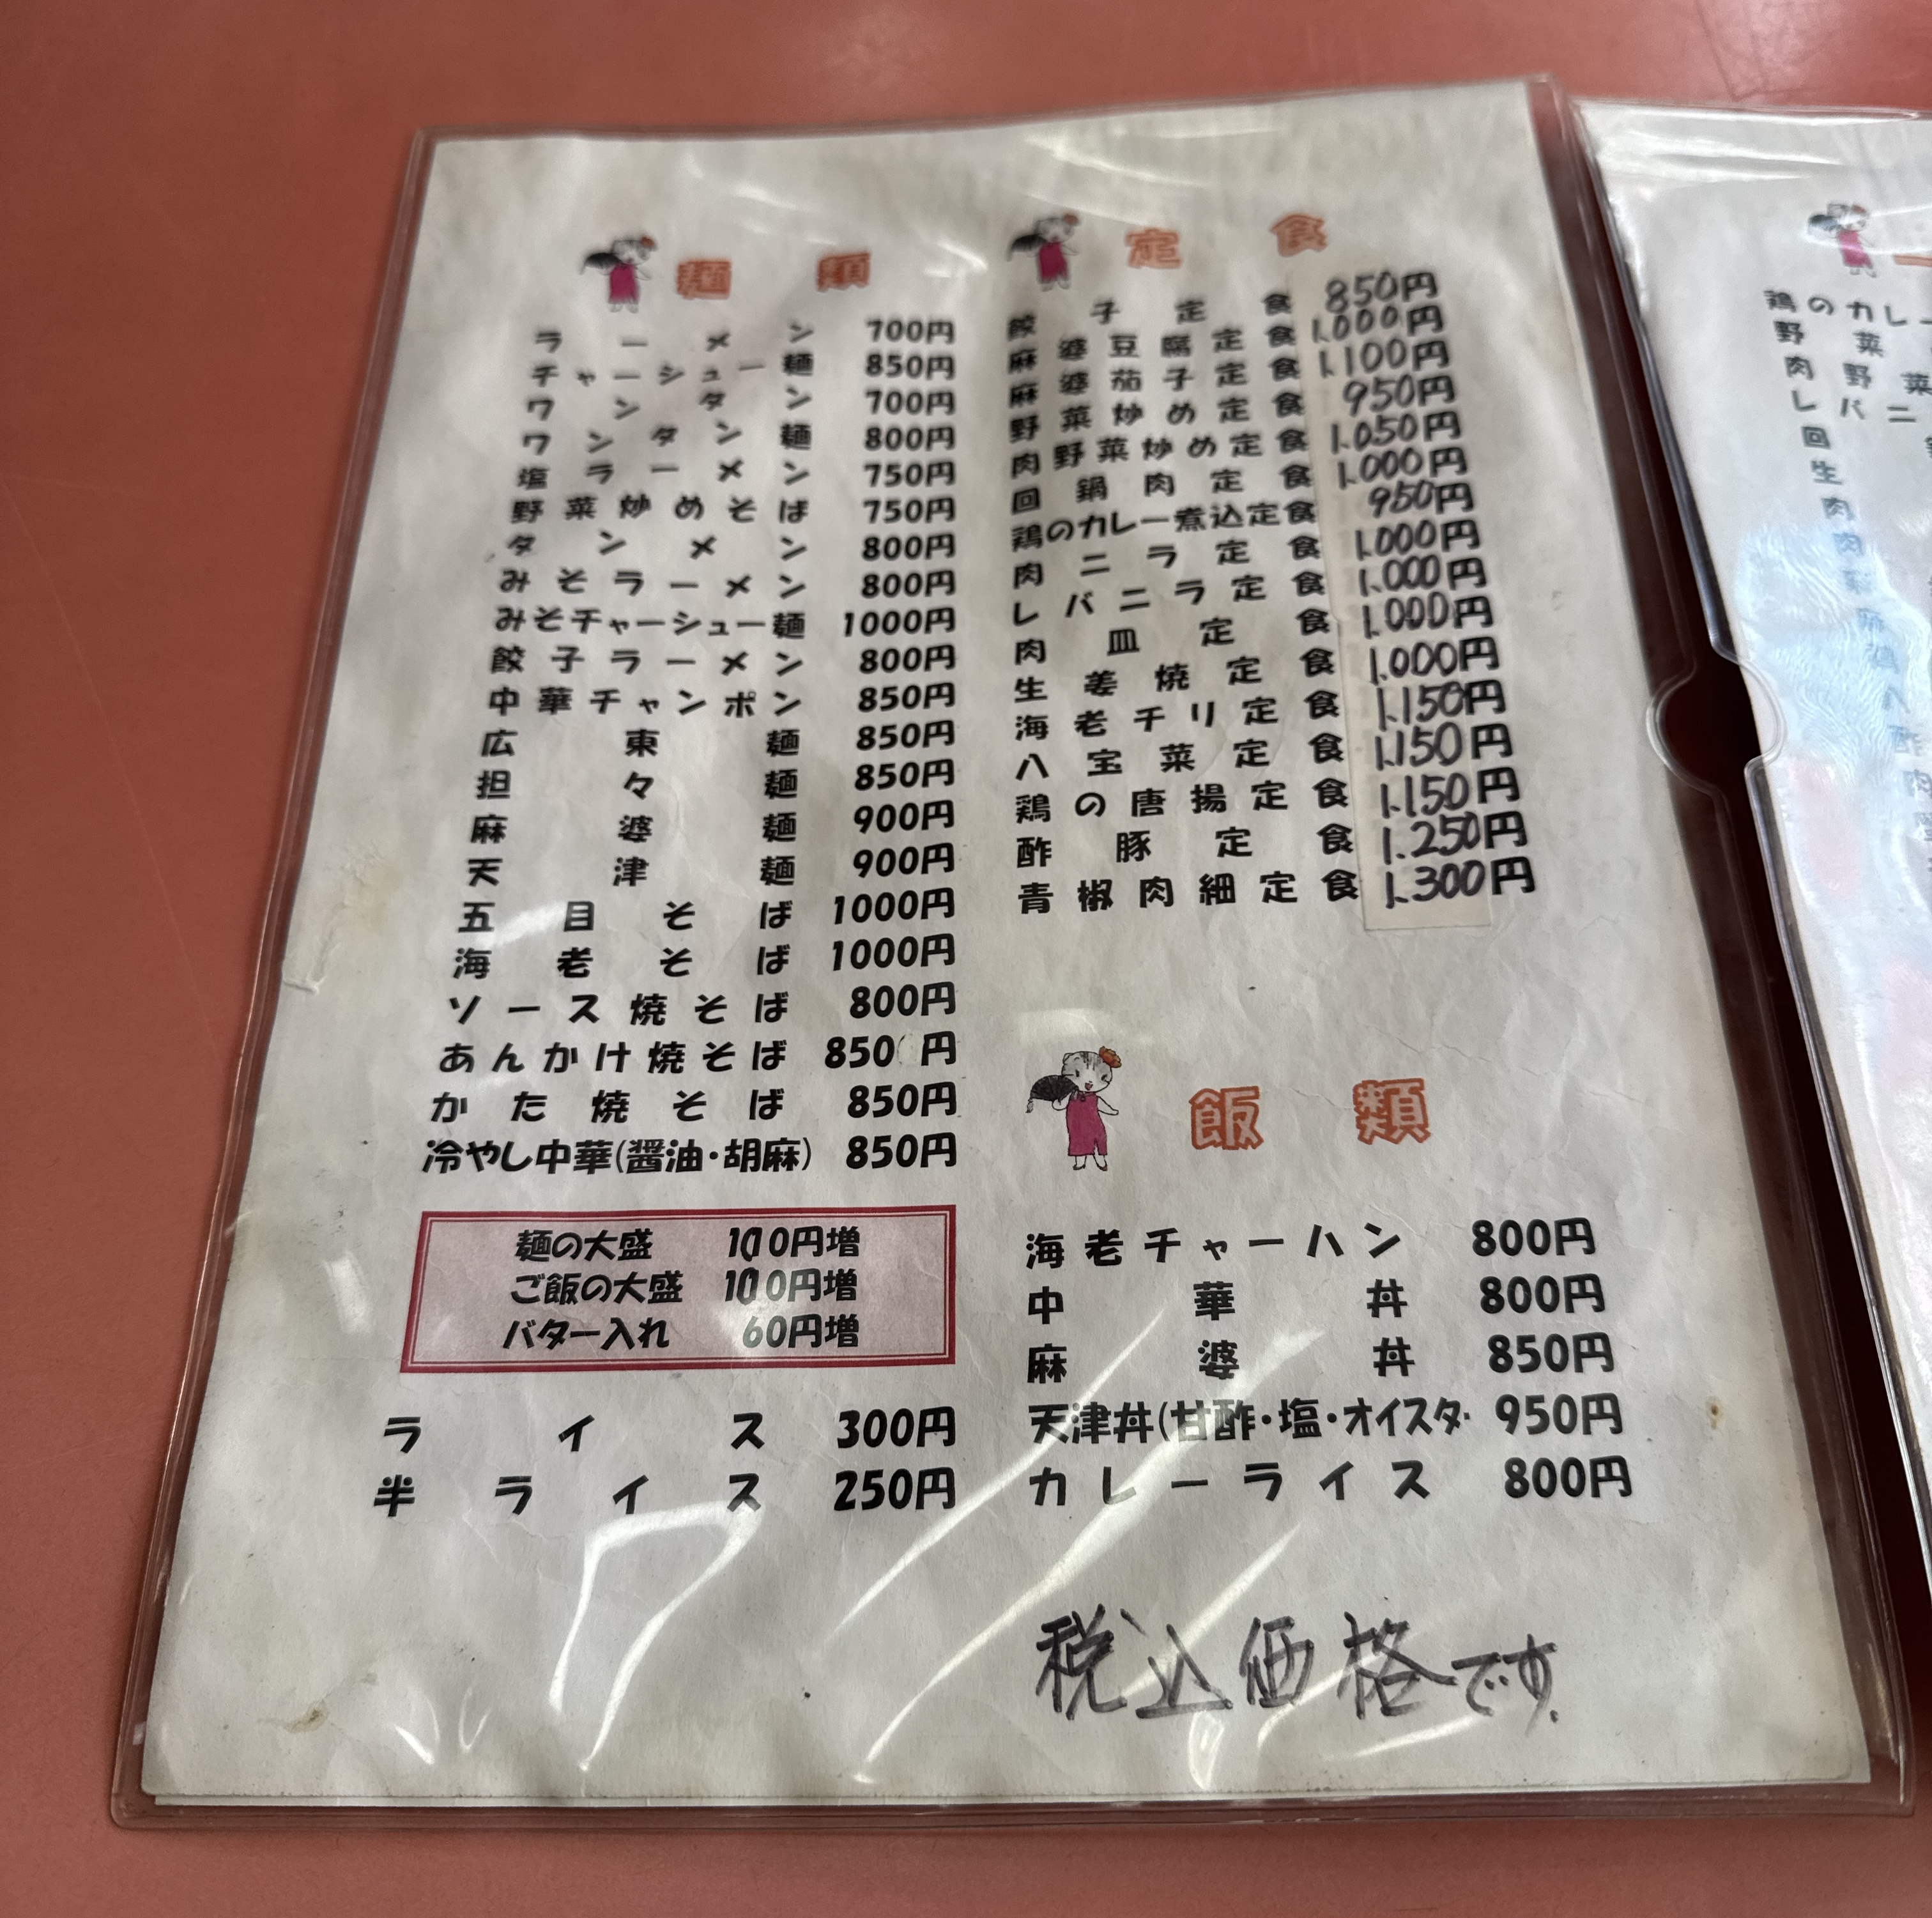 麺類
ラーメン 700円
チャーシュー麺 850円
ワンタン 700円
ワンタン麺 800円
塩ラーメン 750円
野菜炒めそば 750円
タンメン 800円
みそラーメン 800円
みそチャーシュー麺 1000円
餃子ラーメン 800円
中華チャンポン 850円
広東麺 850円
担々麺 850円
麻婆麺 900円
天津麺 900円
五目そば 1000円
海老そば 1000円
ソース焼そば 800円
あんかけ焼そば 850円
かた焼そば 850円
冷やし中華(醤油・胡麻) 850円
麺の大盛 100円増
ご飯の大盛 100円増
バター入れ 60円増
ライス 300円
半ライス 250円
定食
餃子定食 850円
麻婆豆腐定食 1,000円
麻婆茄子定食 1,100円
野菜炒め定食 950円
肉野菜炒め定食 1,050円
回鍋肉定食 1,000円
鶏のカレー煮込定食 950円
肉ニラ定食 1,000円
レバニラ定食 1,000円
肉皿定食 1,000円
生姜焼定食 1,000円
海老チリ定食 1,150円
八宝菜定食 1,150円
鶏の唐揚定食 1,150円
酢豚定食 1,250円
青椒肉細定食 1,300円
飯類
海老チャーハン 800円
中華丼 800円
麻婆丼 850円
天津丼(甘酢・塩・オイスタ 950円
カレーライス 800円
税込価格です.
鶏のカレー
野菜
肉野菜
レバニ
回
生
肉